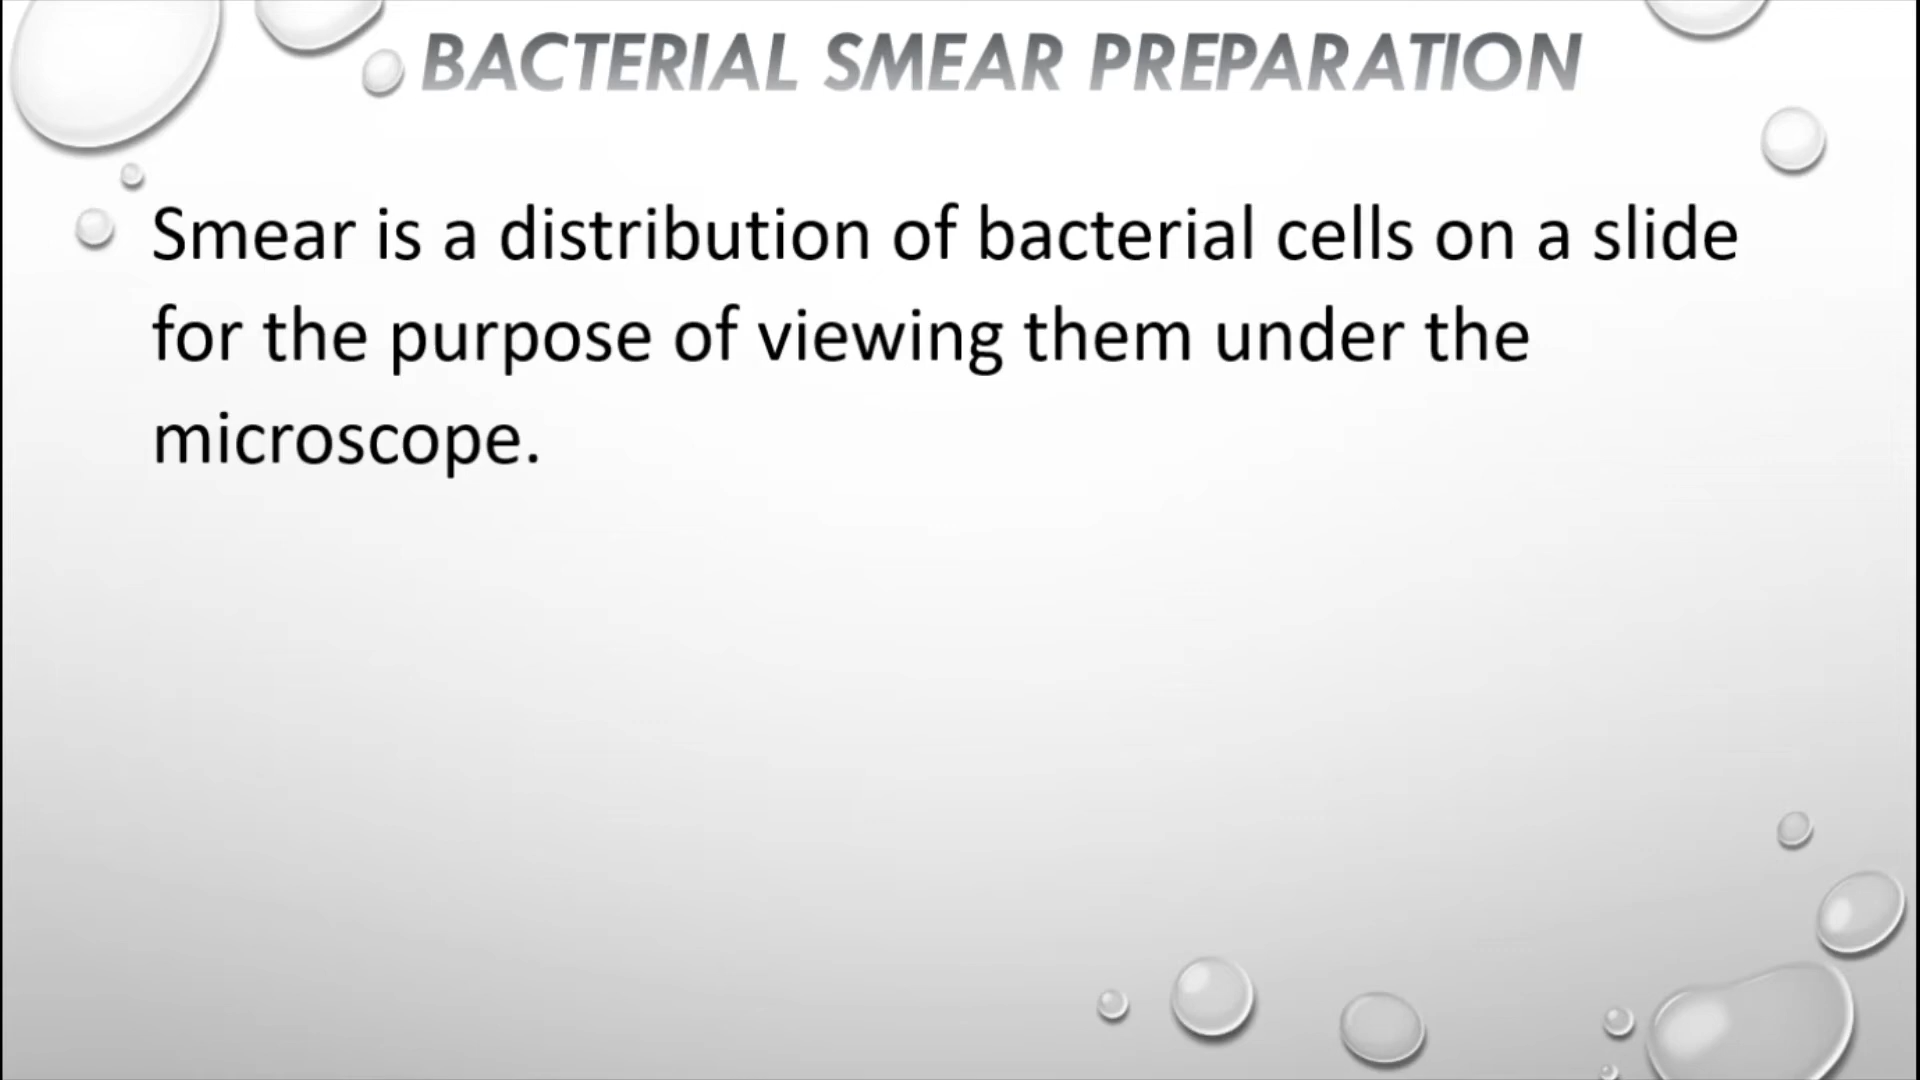 BACTERIAL SMEAR PREPARATION
Smear is a distribution of bacterial cells on a slide
for the purpose of viewing them under the
microscope.